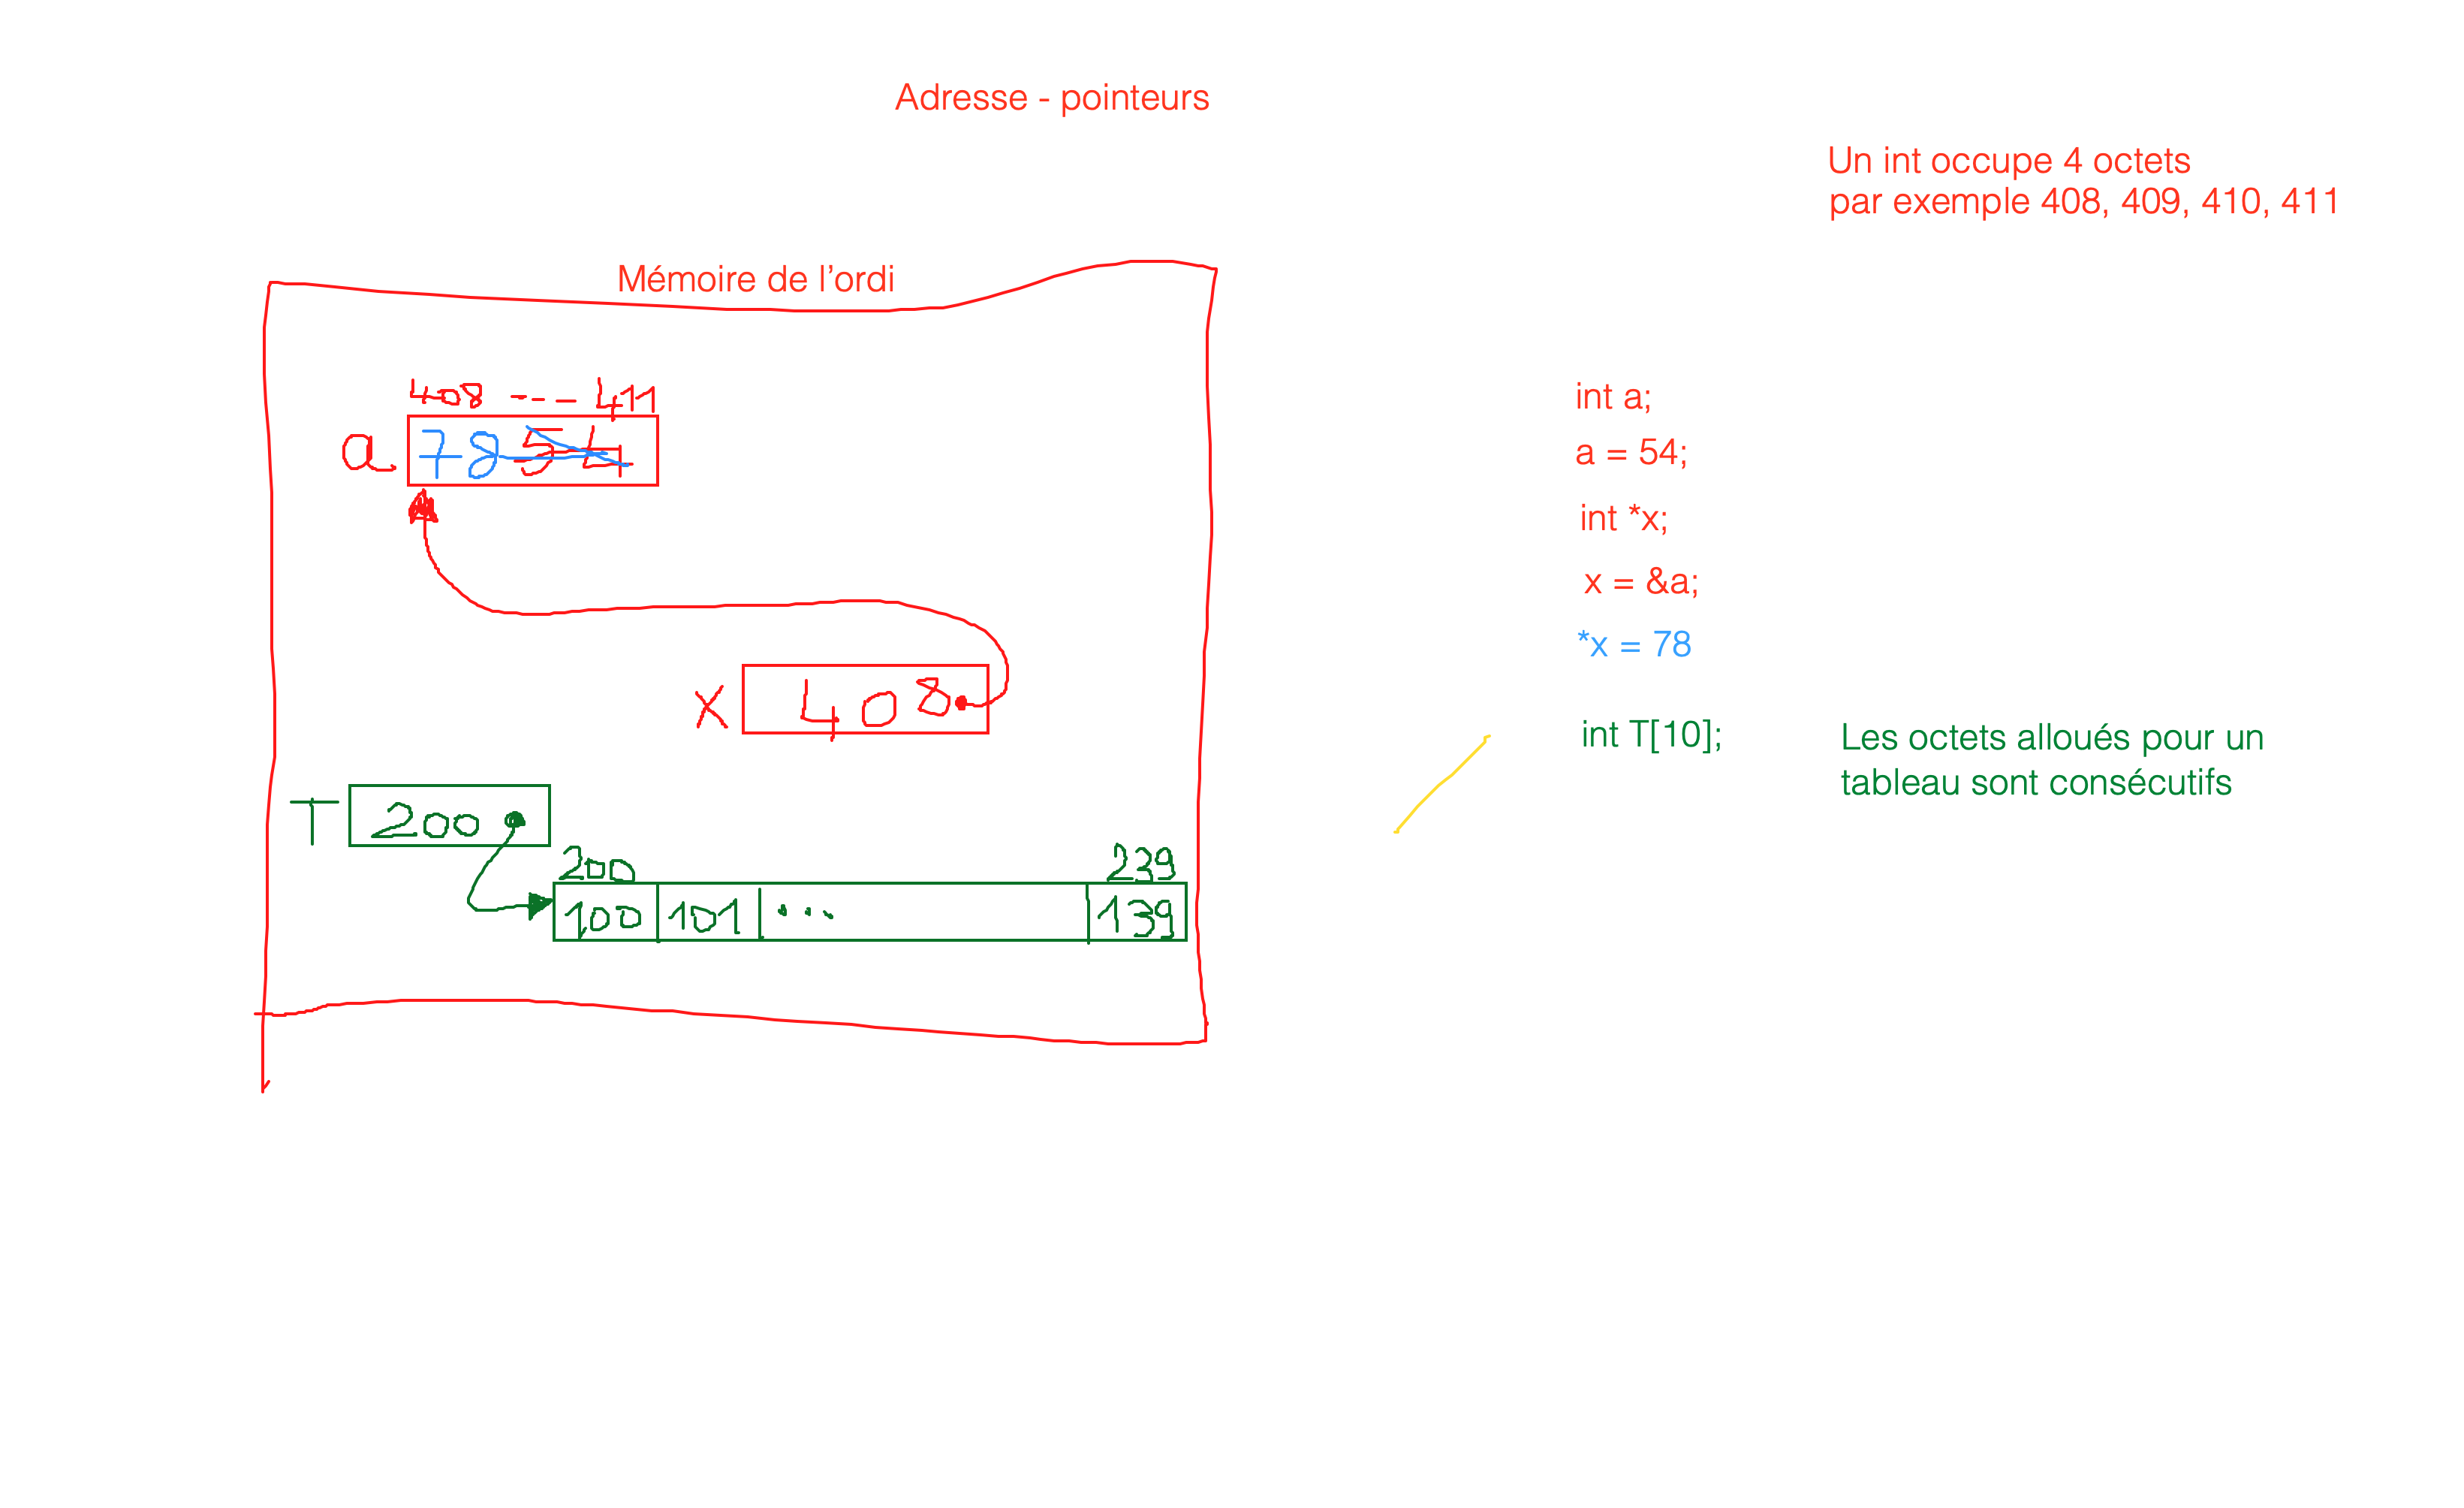 Adresse - pointeurs
Un int occupe 4 octets
par exemple 408, 409, 410, 411
Mémoire de l'ordi
408 --- 411
a 78 54
x 408
T 200
200 239
100 101 ... 139
int a;
a = 54;
int *x;
x = &a;
*x = 78
int T[10];
Les octets alloués pour un
tableau sont consécutifs